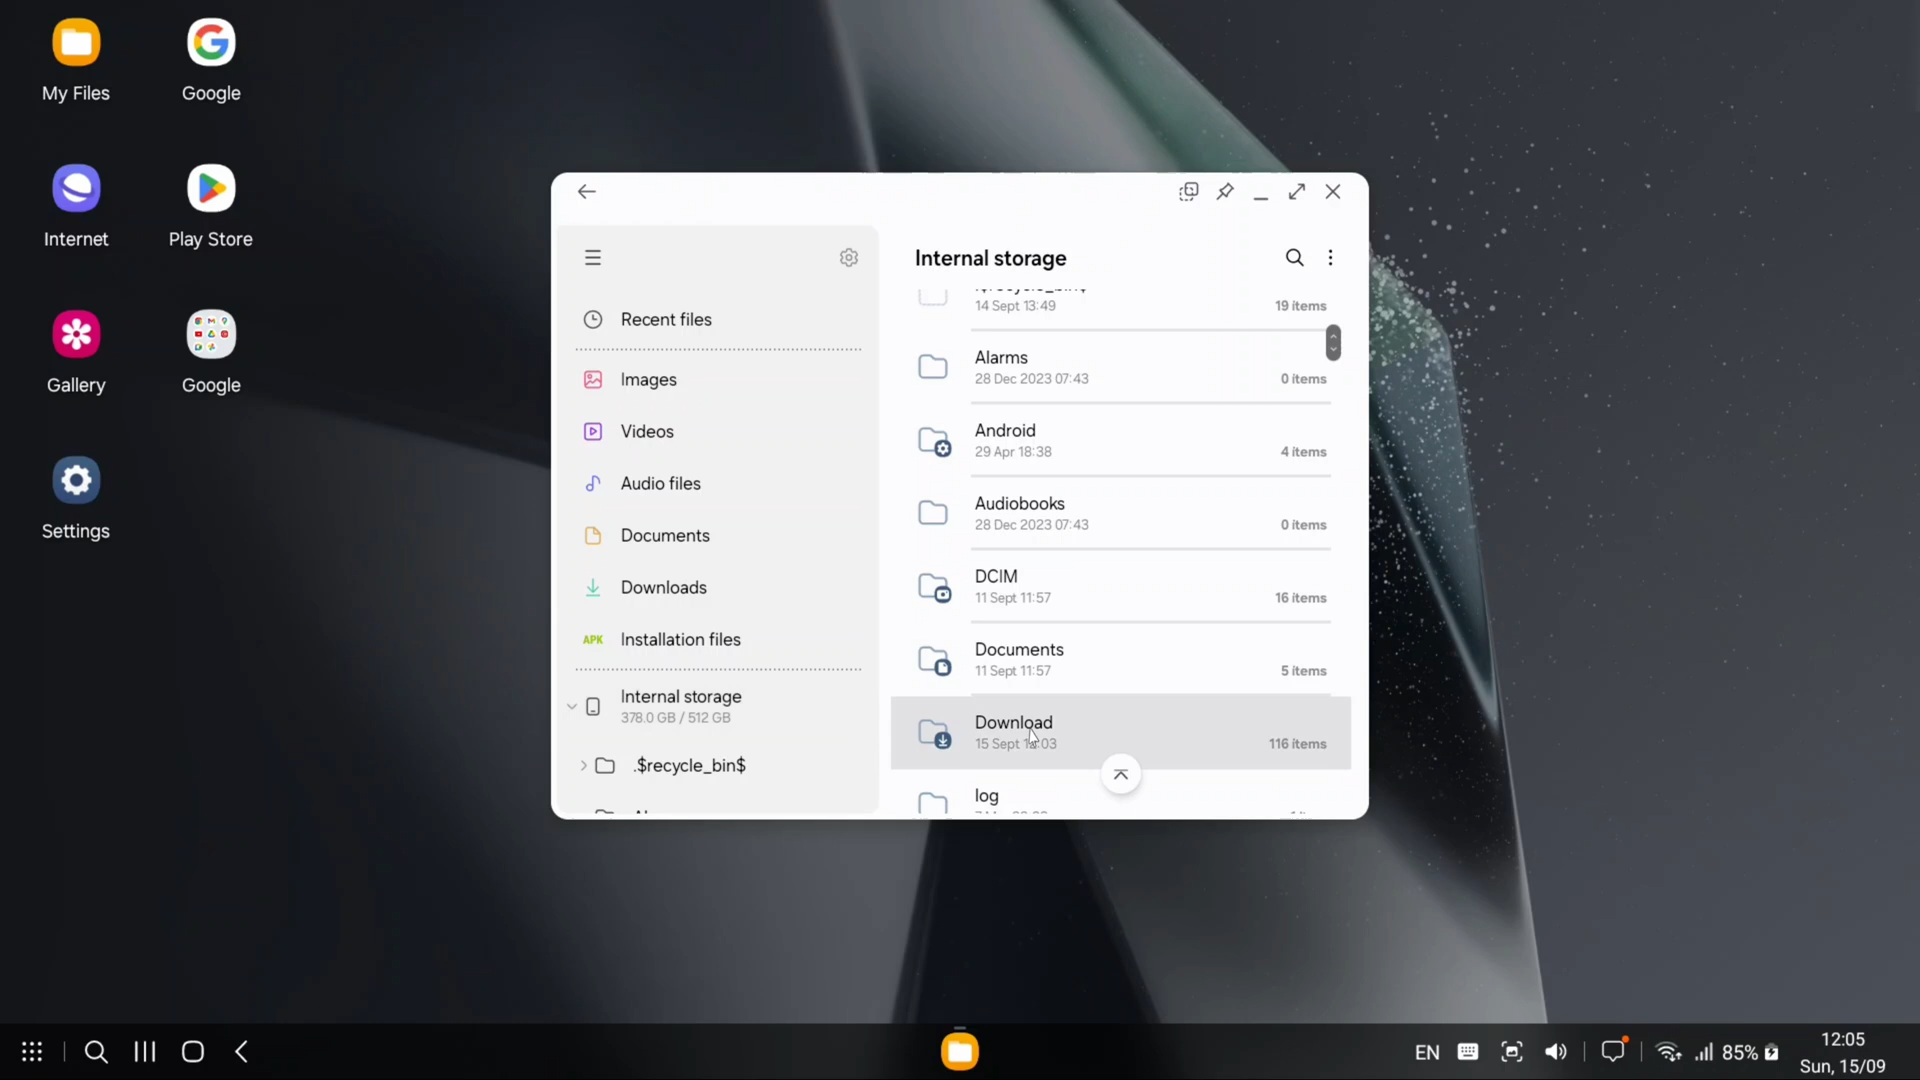 My Files
Google
Internet
Play Store
Gallery
Google
Settings
Recent files
Images
Videos
Audio files
Documents
Downloads
APK
Installation files
Internal storage
378.0 GB / 512 GB
.$recycle_bin$
Internal storage
14 Sept 13:49
19 items
Alarms
28 Dec 2023 07:43
0 items
Android
29 Apr 18:38
4 items
Audiobooks
28 Dec 2023 07:43
0 items
DCIM
11 Sept 11:57
16 items
Documents
11 Sept 11:57
5 items
Download
15 Sept
116 items
log
EN
85%
12:05
Sun, 15/09